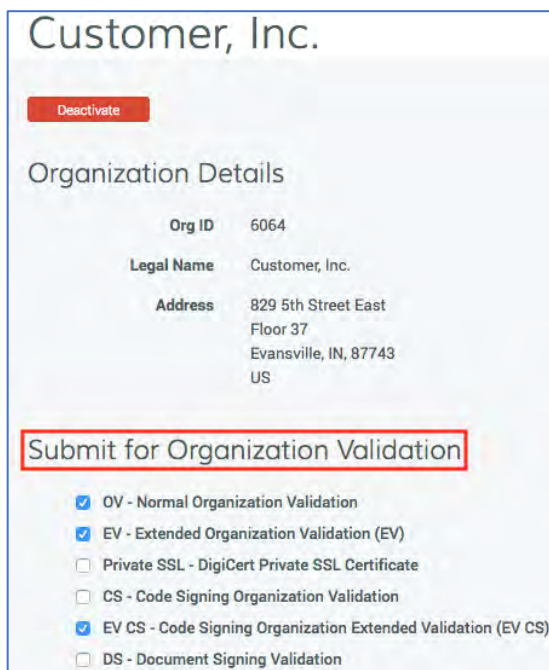 Customer, Inc.
Deactivate
Organization Details
Org ID 6064
Legal Name Customer, Inc.
Address 829 5th Street East
Floor 37
Evansville, IN, 87743
US
Submit for Organization Validation
OV - Normal Organization Validation
EV - Extended Organization Validation (EV)
Private SSL - DigiCert Private SSL Certificate
CS - Code Signing Organization Validation
EV CS - Code Signing Organization Extended Validation (EV CS)
DS - Document Signing Validation